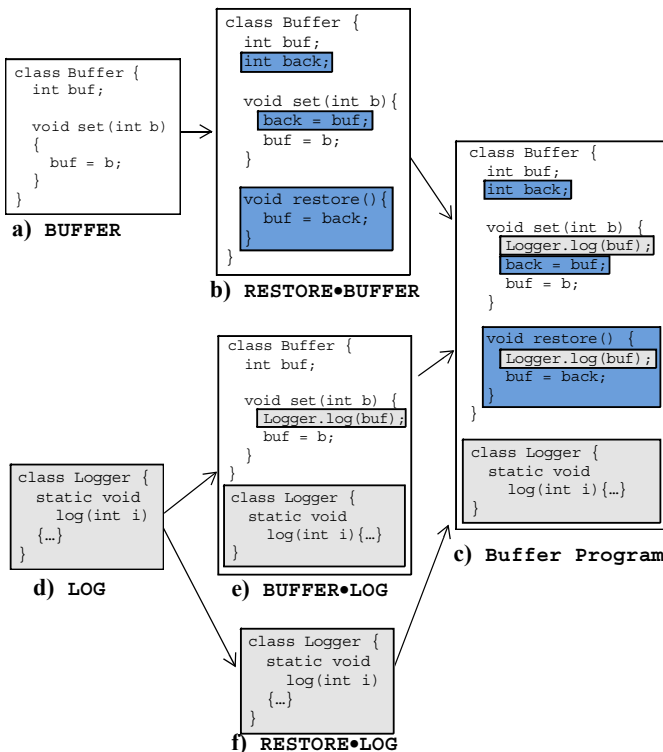 class Buffer {
int buf;

void set(int b)
{
buf = b;
}
}
a) BUFFER
class Buffer {
int buf;
int back;

void set(int b){
back = buf;
buf = b;
}

void restore(){
buf = back;
}
}
b) RESTORE•BUFFER
class Buffer {
int buf;
int back;

void set(int b) {
Logger.log(buf);
back = buf;
buf = b;
}

void restore() {
Logger.log(buf);
buf = back;
}
}

class Logger {
static void
log(int i){…}
}
c) Buffer Program
class Logger {
static void
log(int i)
{…}
}
d) LOG
class Buffer {
int buf;

void set(int b) {
Logger.log(buf);
buf = b;
}
}
class Logger {
static void
log(int i){…}
}
e) BUFFER•LOG
class Logger {
static void
log(int i)
{…}
}
f) RESTORE•LOG